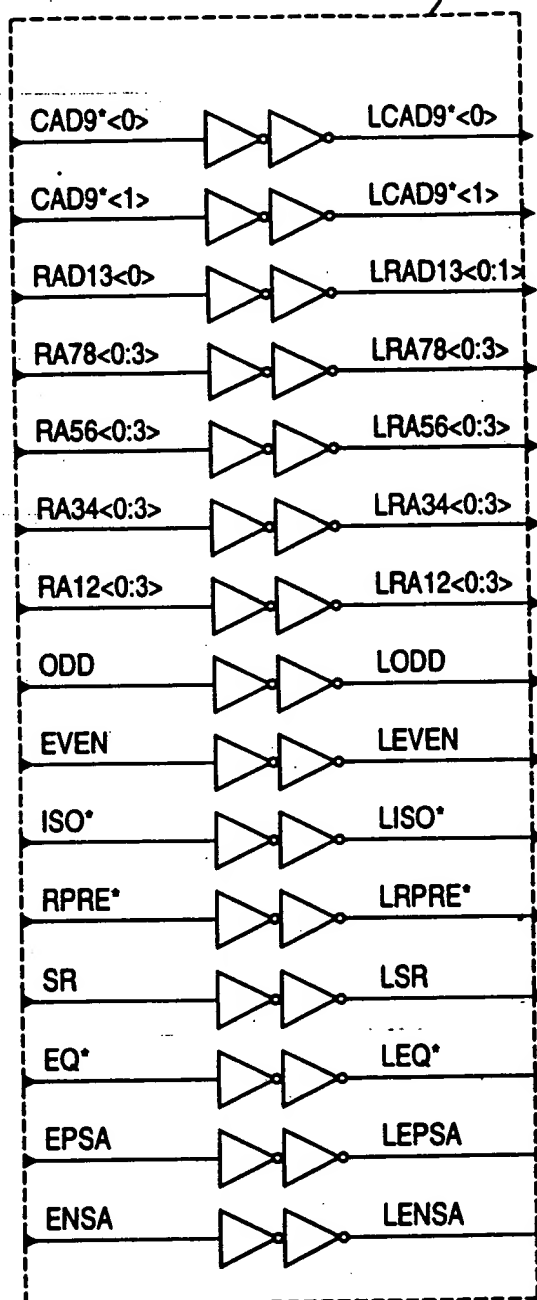 CAD9*<0> LCAD9*<0>
CAD9*<1> LCAD9*<1>
RAD13<0> LRAD13<0:1>
RA78<0:3> LRA78<0:3>
RA56<0:3> LRA56<0:3>
RA34<0:3> LRA34<0:3>
RA12<0:3> LRA12<0:3>
ODD LODD
EVEN LEVEN
ISO* LISO*
RPRE* LRPRE*
SR LSR
EQ* LEQ*
EPSA LEPSA
ENSA LENSA